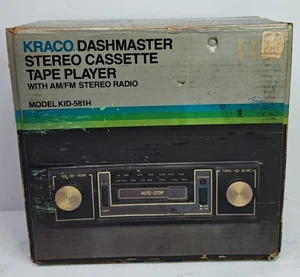 KRACO. DASHMASTER
STEREO CASSETTE
TAPE PLAYER
WITH AM/FM STEREO RADIO
MODEL KID-581H
AUTO-STOP